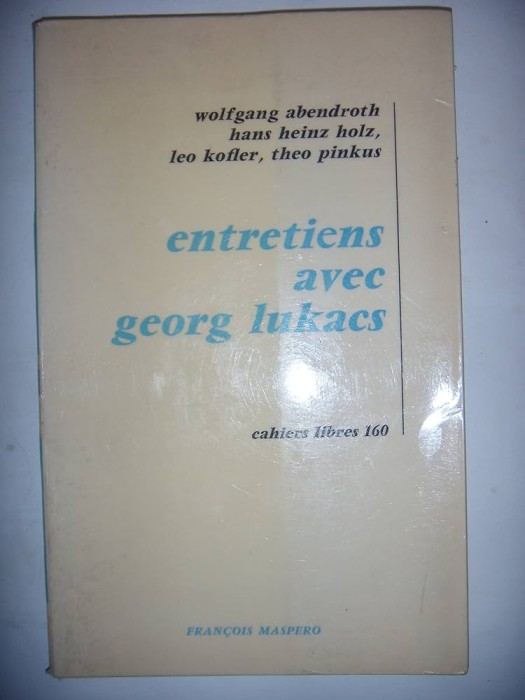 wolfgang abendroth
hans heinz holz,
leo kofler, theo pinkus
entretiens
avec
georg lukacs
cahiers libres 160
FRANÇOIS MASPERO